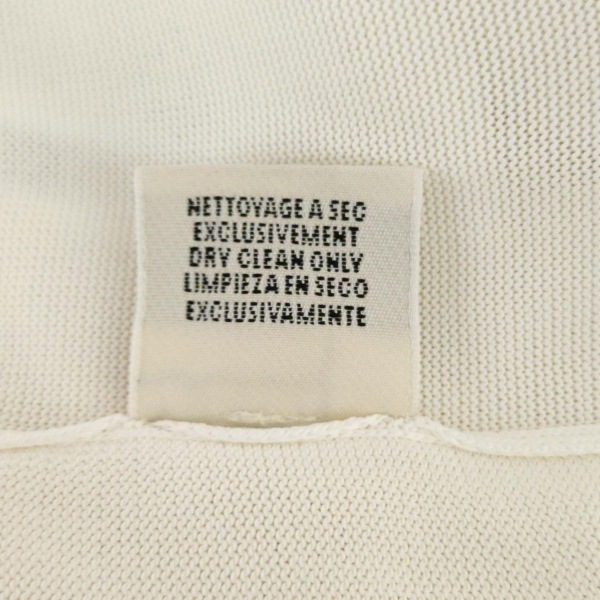 NETTOYAGE A SEC
EXCLUSIVEMENT
DRY CLEAN ONLY
LIMPIEZA EN SECO
EXCLUSIVAMENTE